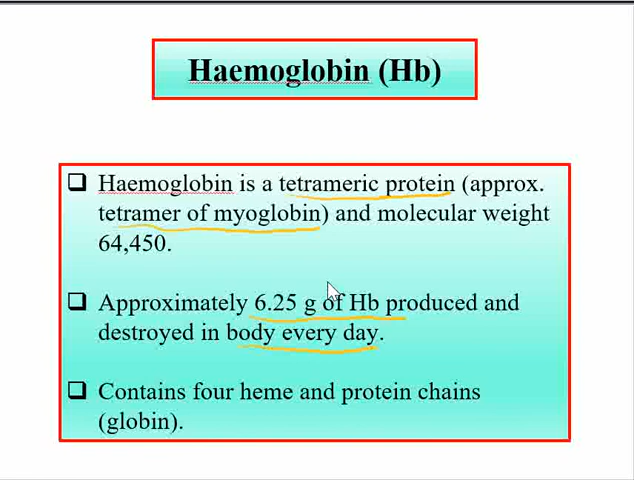 Haemoglobin (Hb)
Haemoglobin is a tetrameric protein (approx.
tetramer of myoglobin) and molecular weight
64,450.
Approximately 6.25 g of Hb produced and
destroyed in body every day.
Contains four heme and protein chains
(globin).